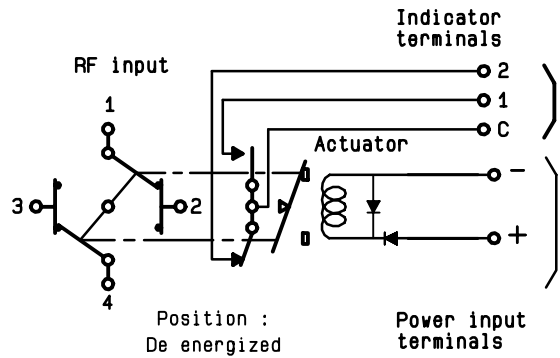 Indicator
terminals
RF input
2
1
1
C
Actuator
-
3
2
+
4
Position :
De energized
Power input
terminals